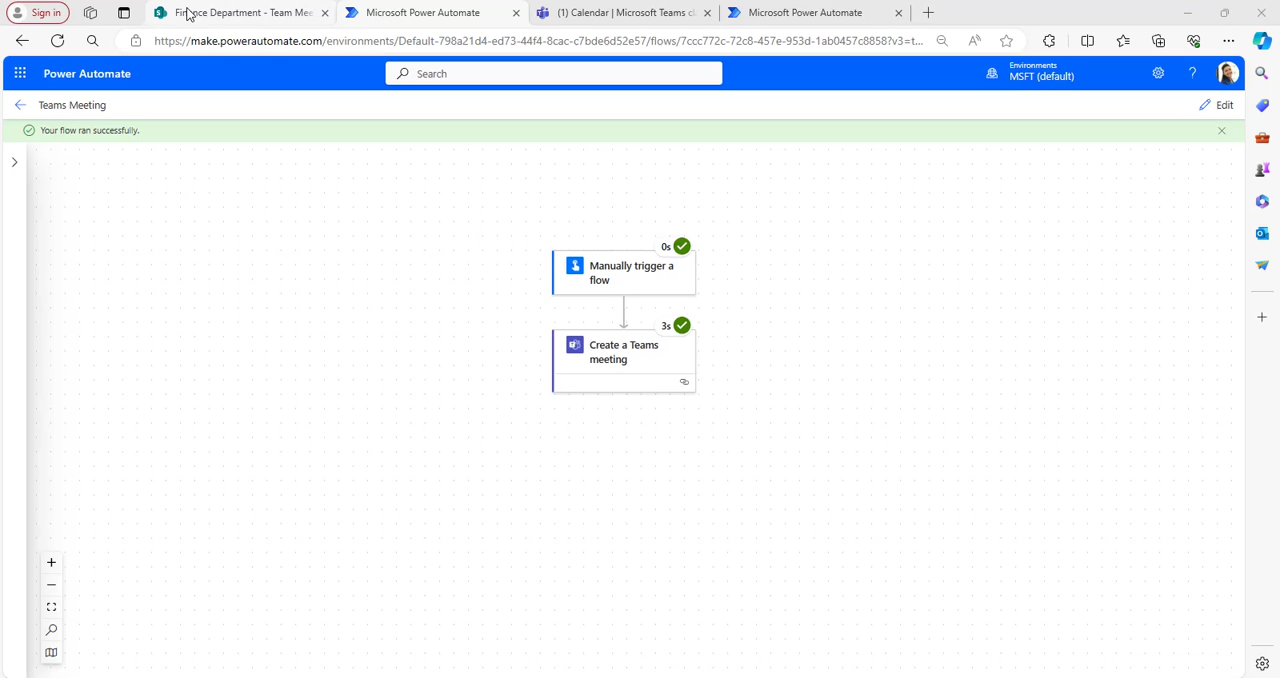 Sign in
Finance Department - Team Mee
Microsoft Power Automate
(1) Calendar | Microsoft Teams cl
Microsoft Power Automate
https://make.powerautomate.com/environments/Default-798a21d4-ed73-44f4-8cac-c7bde6d52e57/flows/7ccc772c-72c8-457e-953d-1ab0457c8858?v3=t...
Power Automate
Search
Environments
MSFT (default)
Teams Meeting
Edit
Your flow ran successfully.
0s
Manually trigger a
flow
3s
Create a Teams
meeting